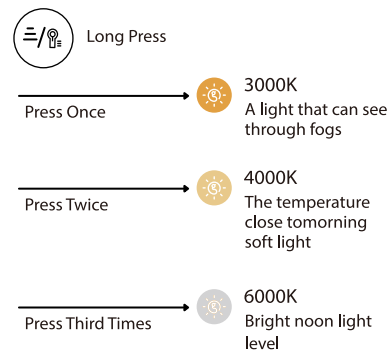 Long Press
3000K
A light that can see
through fogs
Press Once
4000K
The temperature
close tomorning
soft light
Press Twice
6000K
Bright noon light
level
Press Third Times